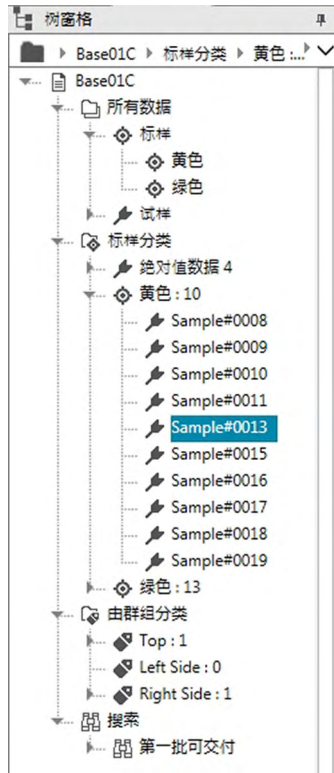 树窗格
Base01C 标样分类 黄色 :...
Base01C
所有数据
标样
黄色
绿色
试样
标样分类
绝对值数据 4
黄色 : 10
Sample#0008
Sample#0009
Sample#0010
Sample#0011
Sample#0013
Sample#0015
Sample#0016
Sample#0017
Sample#0018
Sample#0019
绿色 : 13
由群组分类
Top : 1
Left Side : 0
Right Side : 1
搜索
第一批可交付